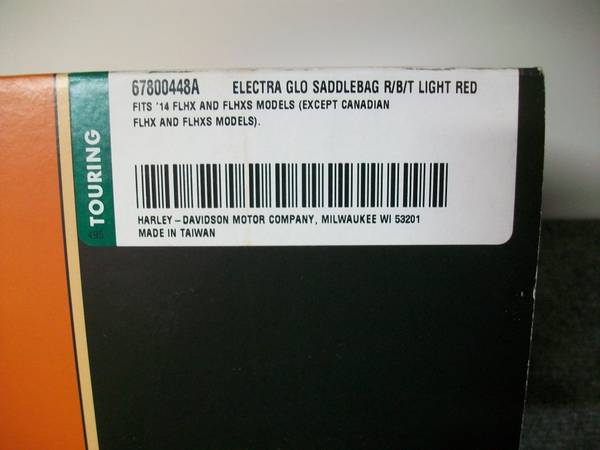 67800448A ELECTRA GLO SADDLEBAG R/B/T LIGHT RED
FITS '14 FLHX AND FLHXS MODELS (EXCEPT CANADIAN
FLHX AND FLHXS MODELS).
HARLEY-DAVIDSON MOTOR COMPANY, MILWAUKEE WI 53201
MADE IN TAIWAN
TOURING
495